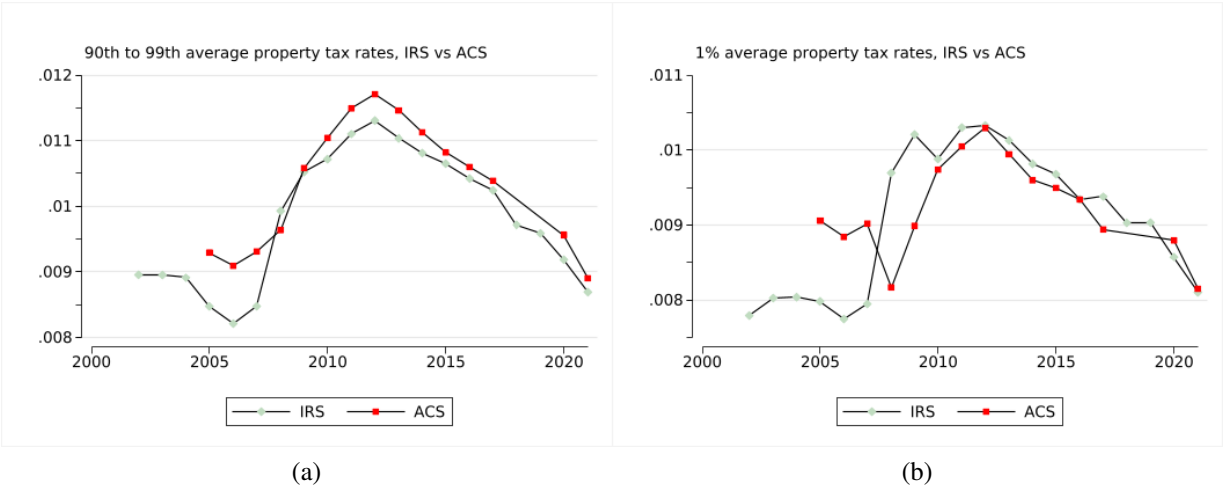 90th to 99th average property tax rates, IRS vs ACS
.012
.011
.01
.009
.008
2000 2005 2010 2015 2020
IRS ACS
(a)
1% average property tax rates, IRS vs ACS
.011
.01
.009
.008
2000 2005 2010 2015 2020
IRS ACS
(b)